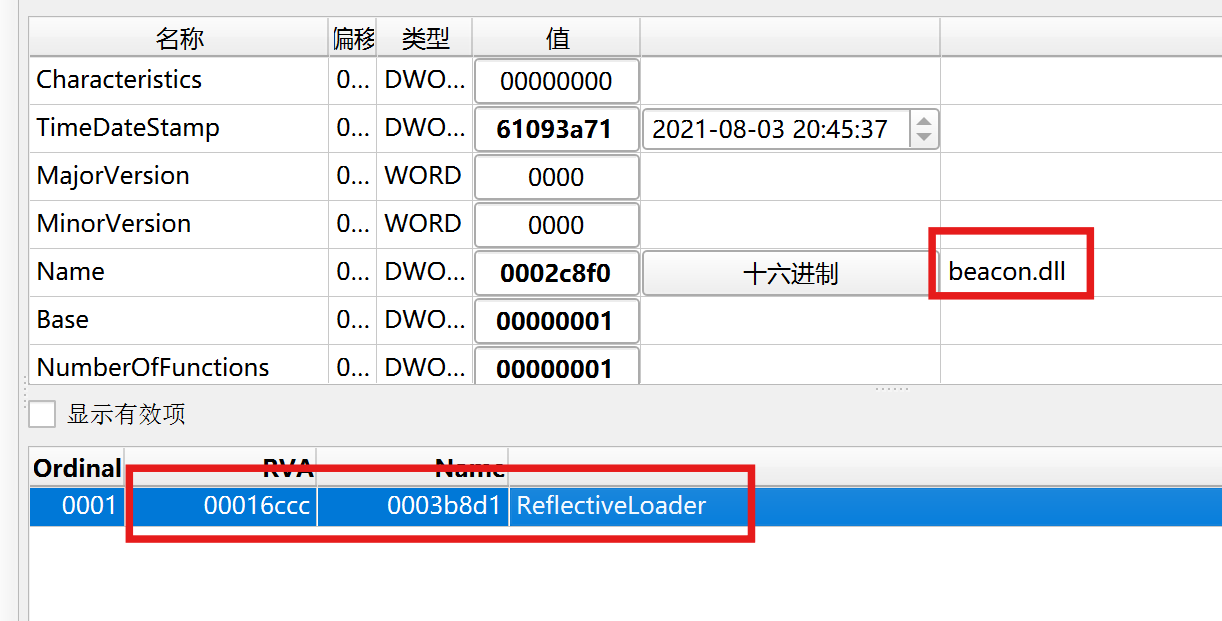 名称 偏移 类型 值
Characteristics 0... DWO... 00000000
TimeDateStamp 0... DWO... 61093a71 2021-08-03 20:45:37
MajorVersion 0... WORD 0000
MinorVersion 0... WORD 0000
Name 0... DWO... 0002c8f0 十六进制 beacon.dll
Base 0... DWO... 00000001
NumberOfFunctions 0... DWO... 00000001
显示有效项
Ordinal RVA Name
0001 00016ccc 0003b8d1 ReflectiveLoader